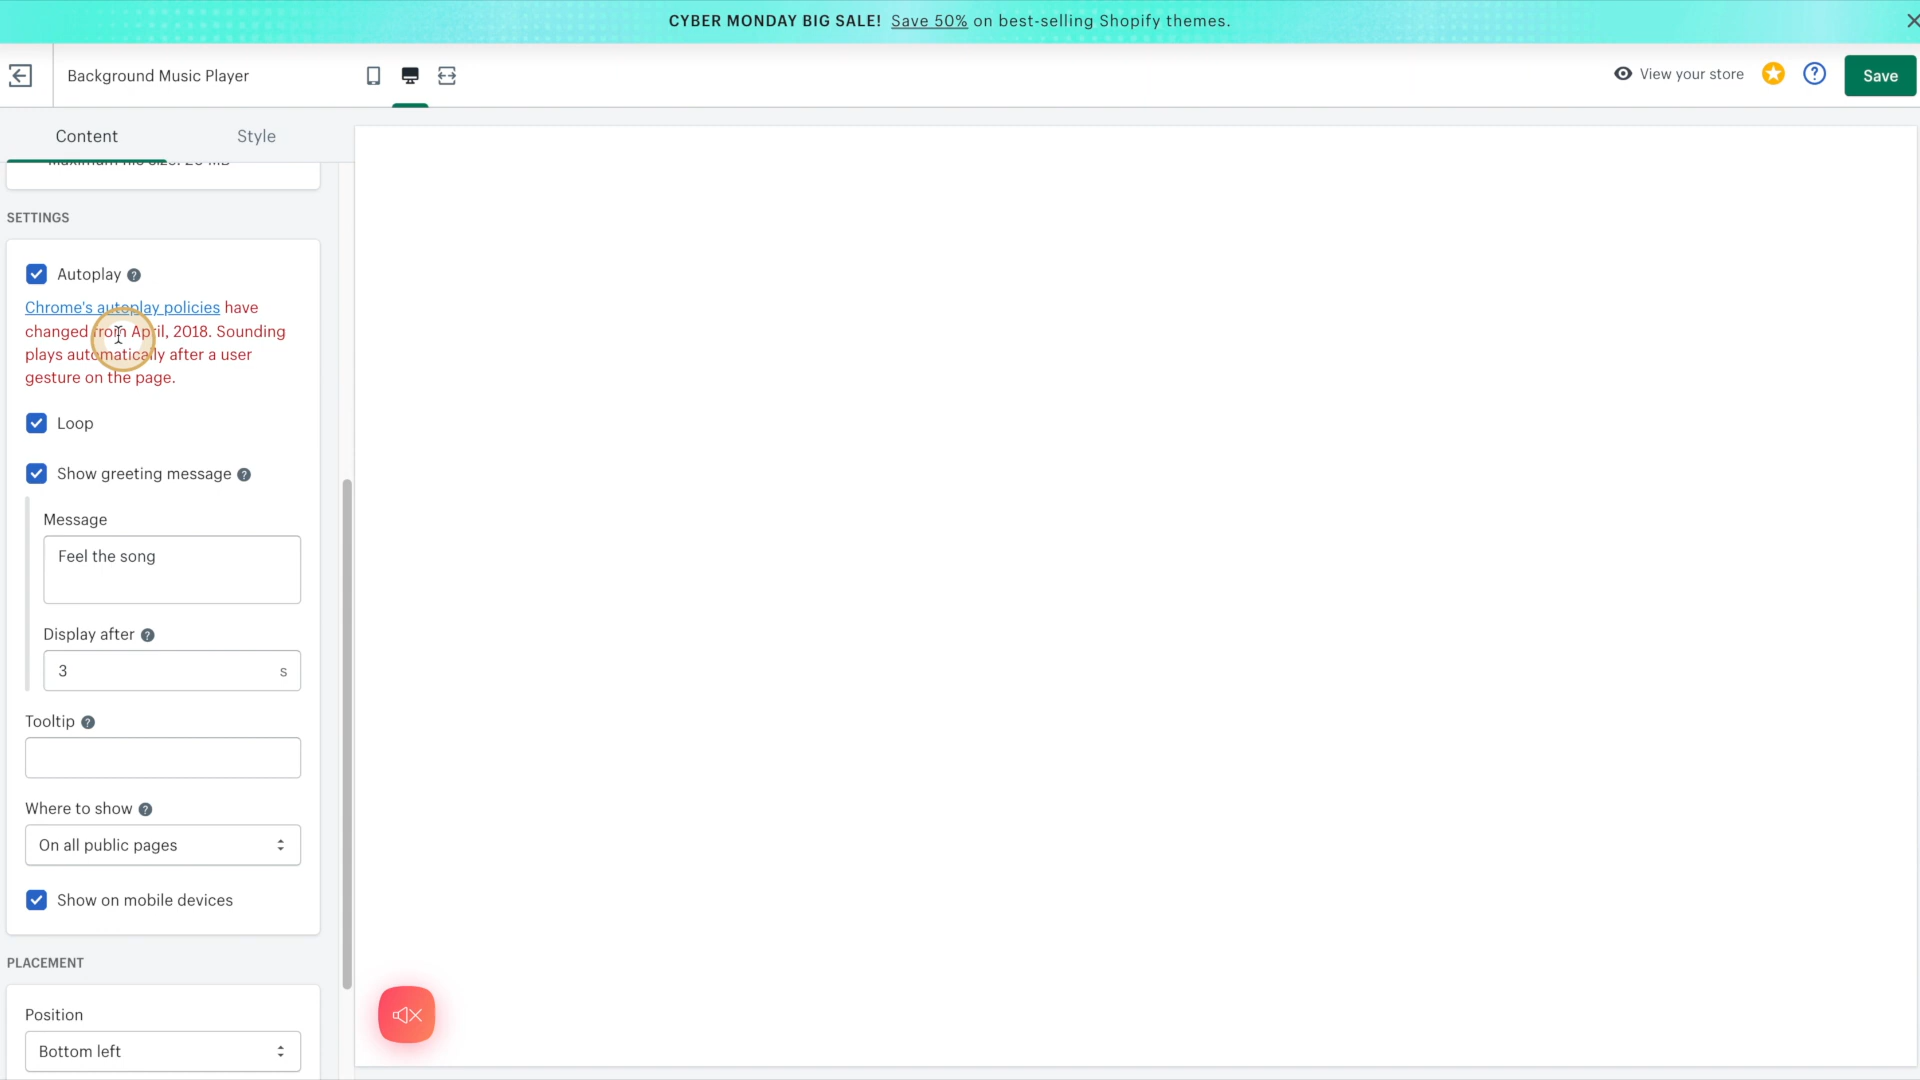 CYBER MONDAY BIG SALE! Save 50% on best-selling Shopify themes.
Background Music Player
View your store
Save
Content
Style
SETTINGS
Autoplay
Chrome's autoplay policies have
changed from April, 2018. Sounding
plays automatically after a user
gesture on the page.
Loop
Show greeting message
Message
Feel the song
Display after
3
s
Tooltip
Where to show
On all public pages
Show on mobile devices
PLACEMENT
Position
Bottom left